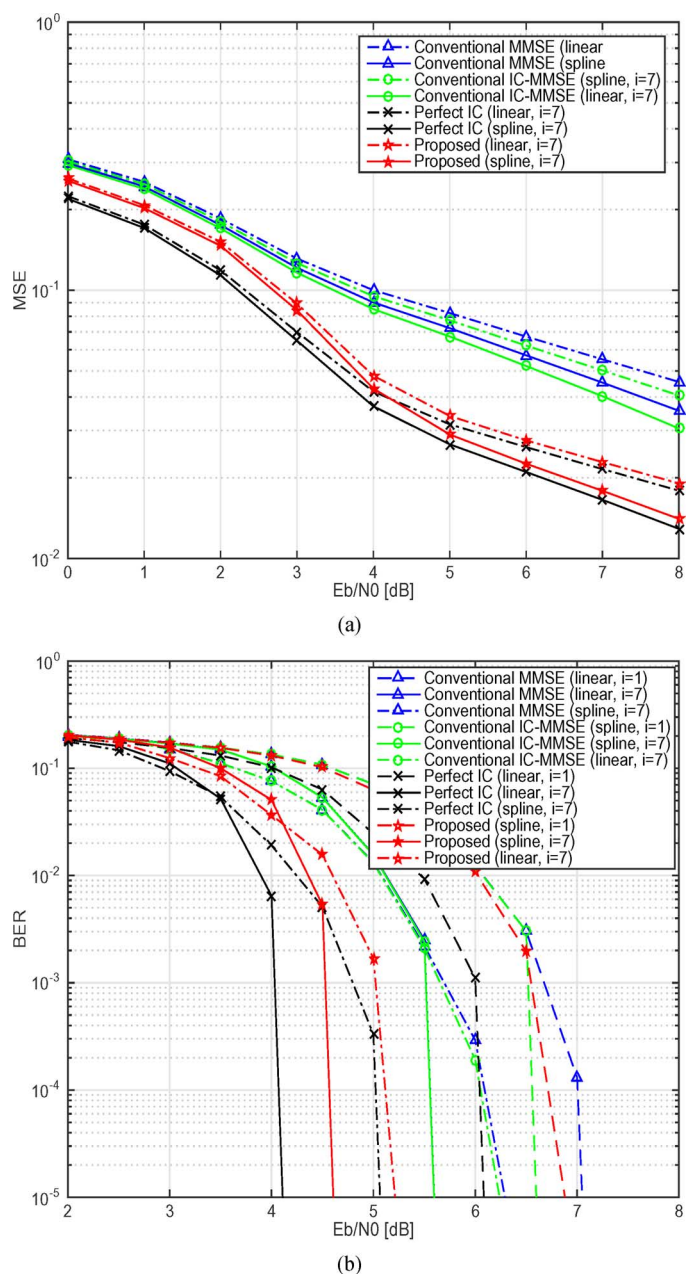 10^0
Conventional MMSE (linear
Conventional MMSE (spline
Conventional IC-MMSE (spline, i=7)
Conventional IC-MMSE (linear, i=7)
Perfect IC (linear, i=7)
Perfect IC (spline, i=7)
Proposed (linear, i=7)
Proposed (spline, i=7)
MSE
10^-1
10^-2
0 1 2 3 4 5 6 7 8
Eb/N0 [dB]
(a)
10^0
Conventional MMSE (linear, i=1)
Conventional MMSE (linear, i=7)
Conventional MMSE (spline, i=7)
Conventional IC-MMSE (spline, i=1)
Conventional IC-MMSE (spline, i=7)
Conventional IC-MMSE (linear, i=7)
Perfect IC (linear, i=1)
Perfect IC (linear, i=7)
Perfect IC (spline, i=7)
Proposed (spline, i=1)
Proposed (spline, i=7)
Proposed (linear, i=7)
10^-1
10^-2
BER
10^-3
10^-4
10^-5
2 3 4 5 6 7 8
Eb/N0 [dB]
(b)